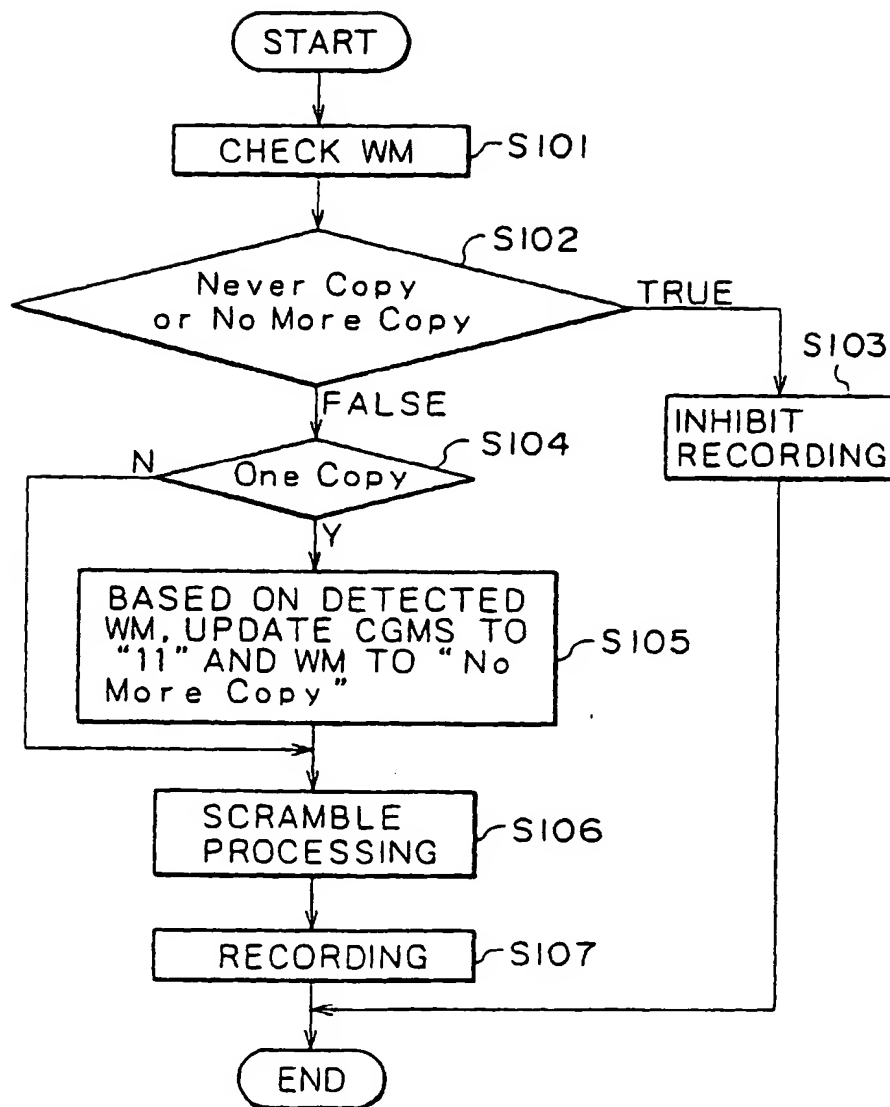 START
CHECK WM
S101
S102
Never Copy
or No More Copy
TRUE
S103
FALSE
INHIBIT
RECORDING
N
S104
One Copy
Y
BASED ON DETECTED
WM, UPDATE CGMS TO
"11" AND WM TO "No
More Copy"
S105
SCRAMBLE
PROCESSING
S106
RECORDING
S107
END